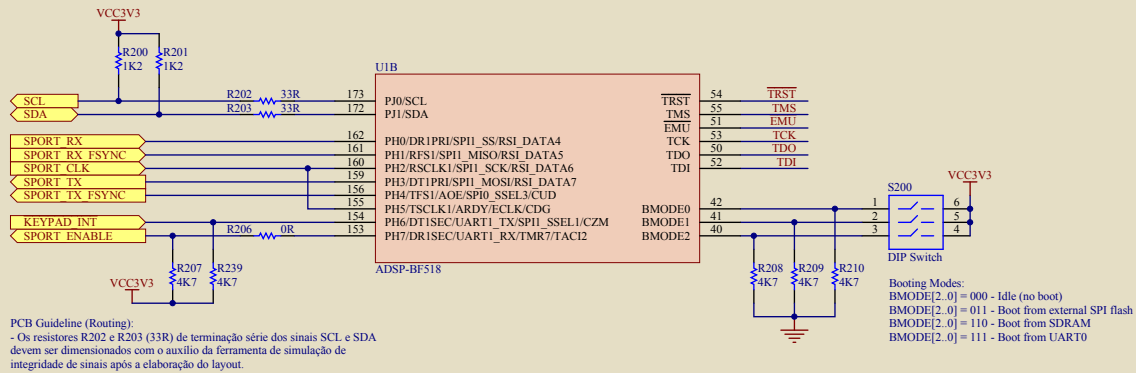 VCC3V3
R200
1K2
R201
1K2
U1B
SCL
SDA
R202 33R
R203 33R
173 PJ0/SCL
172 PJ1/SDA
SPORT_RX
SPORT_RX_FSYNC
SPORT_CLK
SPORT_TX
SPORT_TX_FSYNC
KEYPAD_INT
SPORT_ENABLE
162 PH0/DR1PRI/SPI1_SS/RSI_DATA4
161 PH1/RFS1/SPI1_MISO/RSI_DATA5
160 PH2/RSCLK1/SPI1_SCK/RSI_DATA6
159 PH3/DT1PRI/SPI1_MOSI/RSI_DATA7
156 PH4/TFS1/AOE/SPI0_SSEL3/CUD
155 PH5/TSCLK1/ARDY/ECLK/CDG
154 PH6/DT1SEC/UART1_TX/SPI1_SSEL1/CZM
153 PH7/DR1SEC/UART1_RX/TMR7/TACI2
R206 0R
R207
4K7
R239
4K7
VCC3V3
ADSP-BF518
TRST 54 TRST
TMS 55 TMS
EMU 51 EMU
TCK 53 TCK
TDO 50 TDO
TDI 52 TDI
BMODE0 42
BMODE1 41
BMODE2 40
R208
4K7
R209
4K7
R210
4K7
VCC3V3
S200
1 6
2 5
3 4
DIP Switch
Booting Modes:
BMODE[2..0] = 000 - Idle (no boot)
BMODE[2..0] = 011 - Boot from external SPI flash
BMODE[2..0] = 110 - Boot from SDRAM
BMODE[2..0] = 111 - Boot from UART0
PCB Guideline (Routing):
- Os resistores R202 e R203 (33R) de terminação série dos sinais SCL e SDA
devem ser dimensionados com o auxílio da ferramenta de simulação de
integridade de sinais após a elaboração do layout.